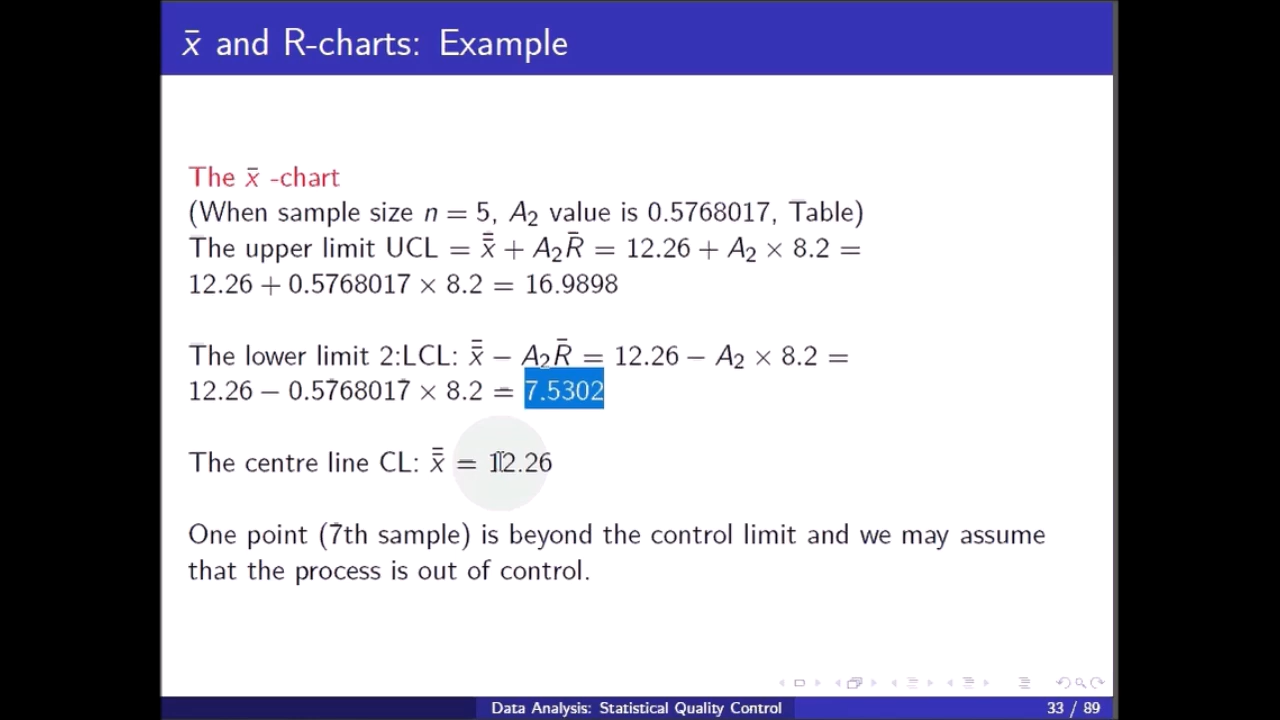 x̄ and R-charts: Example
The x̄ -chart
(When sample size n = 5, A₂ value is 0.5768017, Table)
The upper limit UCL = x̿ + A₂R̄ = 12.26 + A₂ × 8.2 =
12.26 + 0.5768017 × 8.2 = 16.9898
The lower limit 2:LCL: x̿ − A₂R̄ = 12.26 − A₂ × 8.2 =
12.26 − 0.5768017 × 8.2 = 7.5302
The centre line CL: x̿ = 12.26
One point (7th sample) is beyond the control limit and we may assume
that the process is out of control.
Data Analysis: Statistical Quality Control
33 / 89